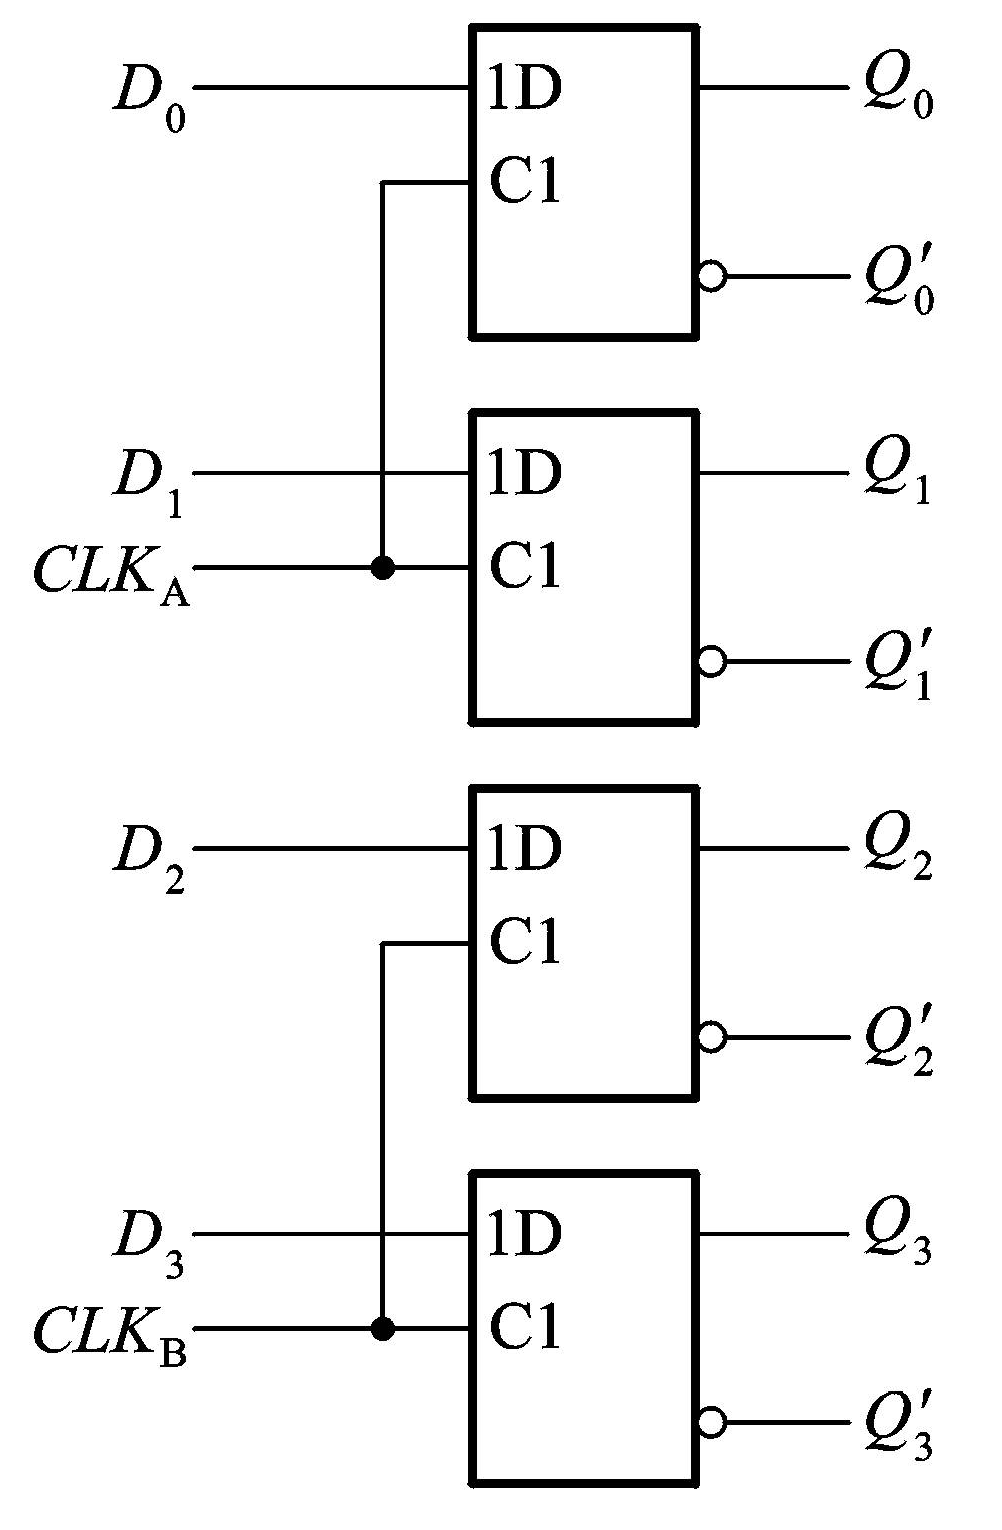 D0 1D Q0
C1
Q′0
D1 1D Q1
CLKA C1
Q′1
D2 1D Q2
C1
Q′2
D3 1D Q3
CLKB C1
Q′3